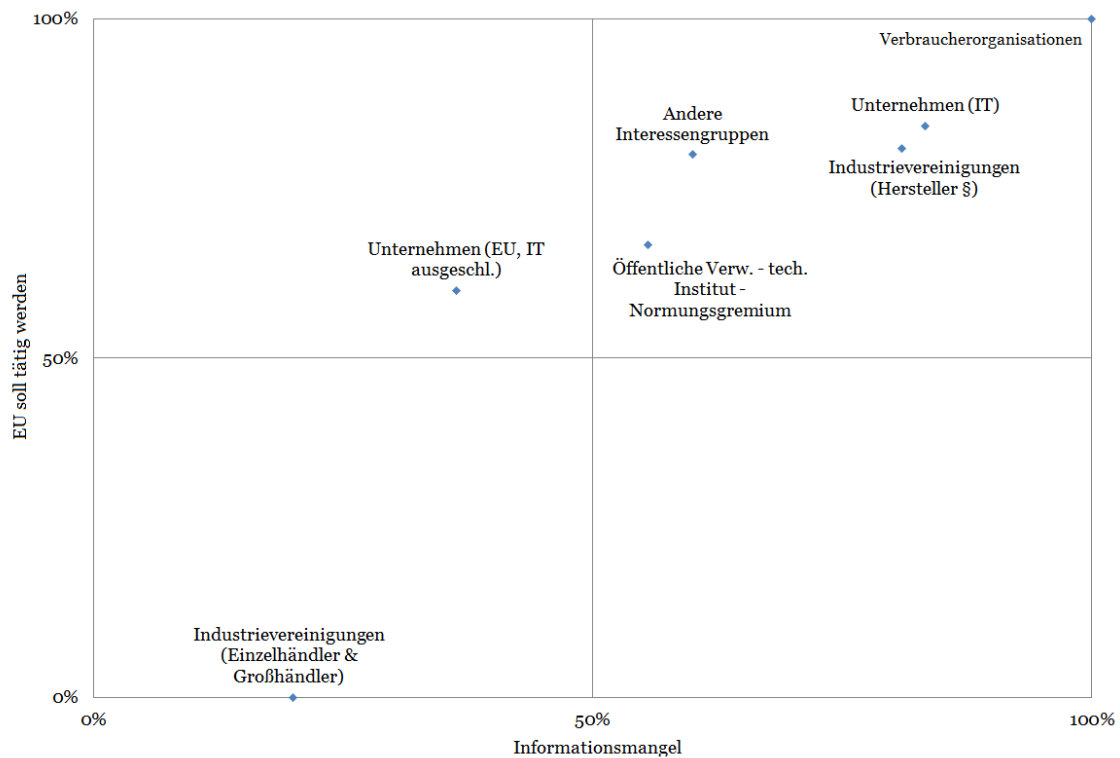 100%
Verbraucherorganisationen
Unternehmen (IT)
Andere
Interessengruppen
Industrievereinigungen
(Hersteller §)
Unternehmen (EU, IT
ausgeschl.)
Öffentliche Verw. - tech.
Institut -
Normungsgremium
EU soll tätig werden
50%
Industrievereinigungen
(Einzelhändler &
Großhändler)
0%
0%
50%
100%
Informationsmangel